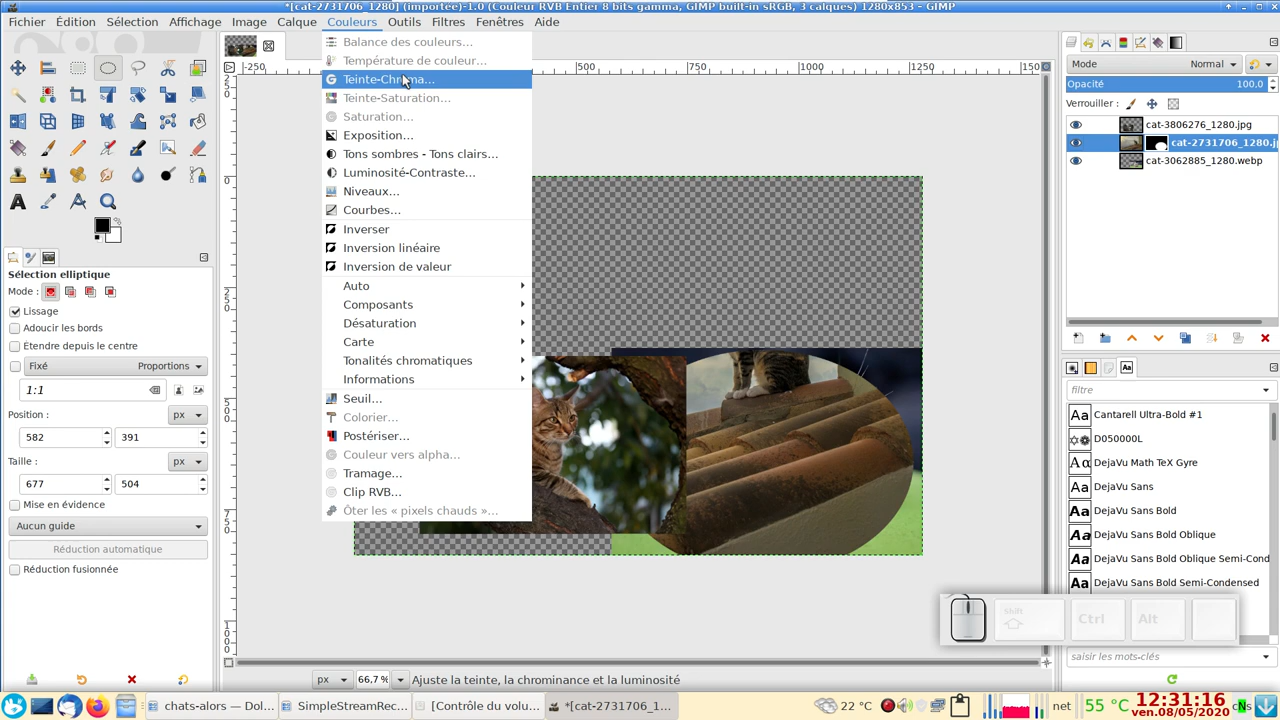 *[cat-2731706_1280] (importée)-1.0 (Couleur RVB Entier 8 bits gamma, GIMP built-in sRGB, 3 calques) 1280x853 – GIMP
Fichier Édition Sélection Affichage Image Calque Couleurs Outils Filtres Fenêtres Aide
Balance des couleurs…
Température de couleur…
Teinte-Chroma…
Teinte-Saturation…
Saturation…
Exposition…
Tons sombres - Tons clairs…
Luminosité-Contraste…
Niveaux…
Courbes…
Inverser
Inversion linéaire
Inversion de valeur
Auto
Composants
Désaturation
Carte
Tonalités chromatiques
Informations
Seuil…
Colorier…
Postériser…
Couleur vers alpha…
Tramage…
Clip RVB…
Ôter les « pixels chauds »…
-250 500 750 1000 1250 150
Sélection elliptique
Mode :
Lissage
Adoucir les bords
Étendre depuis le centre
Fixé Proportions
1:1
Position : px
582 391
Taille : px
677 504
Mise en évidence
Aucun guide
Réduction automatique
Réduction fusionnée
Mode Normal
Opacité 100,0
Verrouiller :
cat-3806276_1280.jpg
cat-2731706_1280.j
cat-3062885_1280.webp
filtre
Aa Cantarell Ultra-Bold #1
D050000L
DejaVu Math TeX Gyre
Aa DejaVu Sans
Aa DejaVu Sans Bold
Aa DejaVu Sans Bold Oblique
Aa DejaVu Sans Bold Oblique Semi-Cond
Aa DejaVu Sans Bold Semi-Condensed
Shift Ctrl Alt
saisir les mots-clés
px 66,7 % Ajuste la teinte, la chrominance et la luminosité
chats-alors — Dol… SimpleStreamRec… [Contrôle du volu… *[cat-2731706_1…
22 °C
net
55 °C
12:31:16
ven.08/05/2020